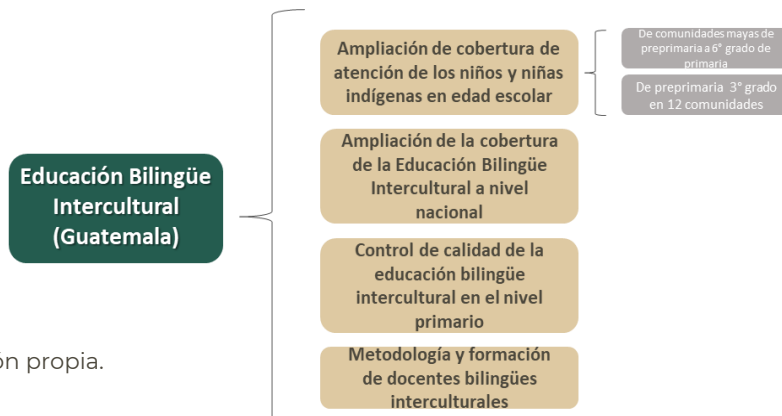 Educación Bilingüe
Intercultural
(Guatemala)
Ampliación de cobertura de
atención de los niños y niñas
indígenas en edad escolar
De comunidades mayas de
preprimaria a 6° grado de
primaria
De preprimaria 3° grado
en 12 comunidades
Ampliación de la cobertura
de la Educación Bilingüe
Intercultural a nivel
nacional
Control de calidad de la
educación bilingüe
intercultural en el nivel
primario
Metodología y formación
de docentes bilingües
interculturales
propia.